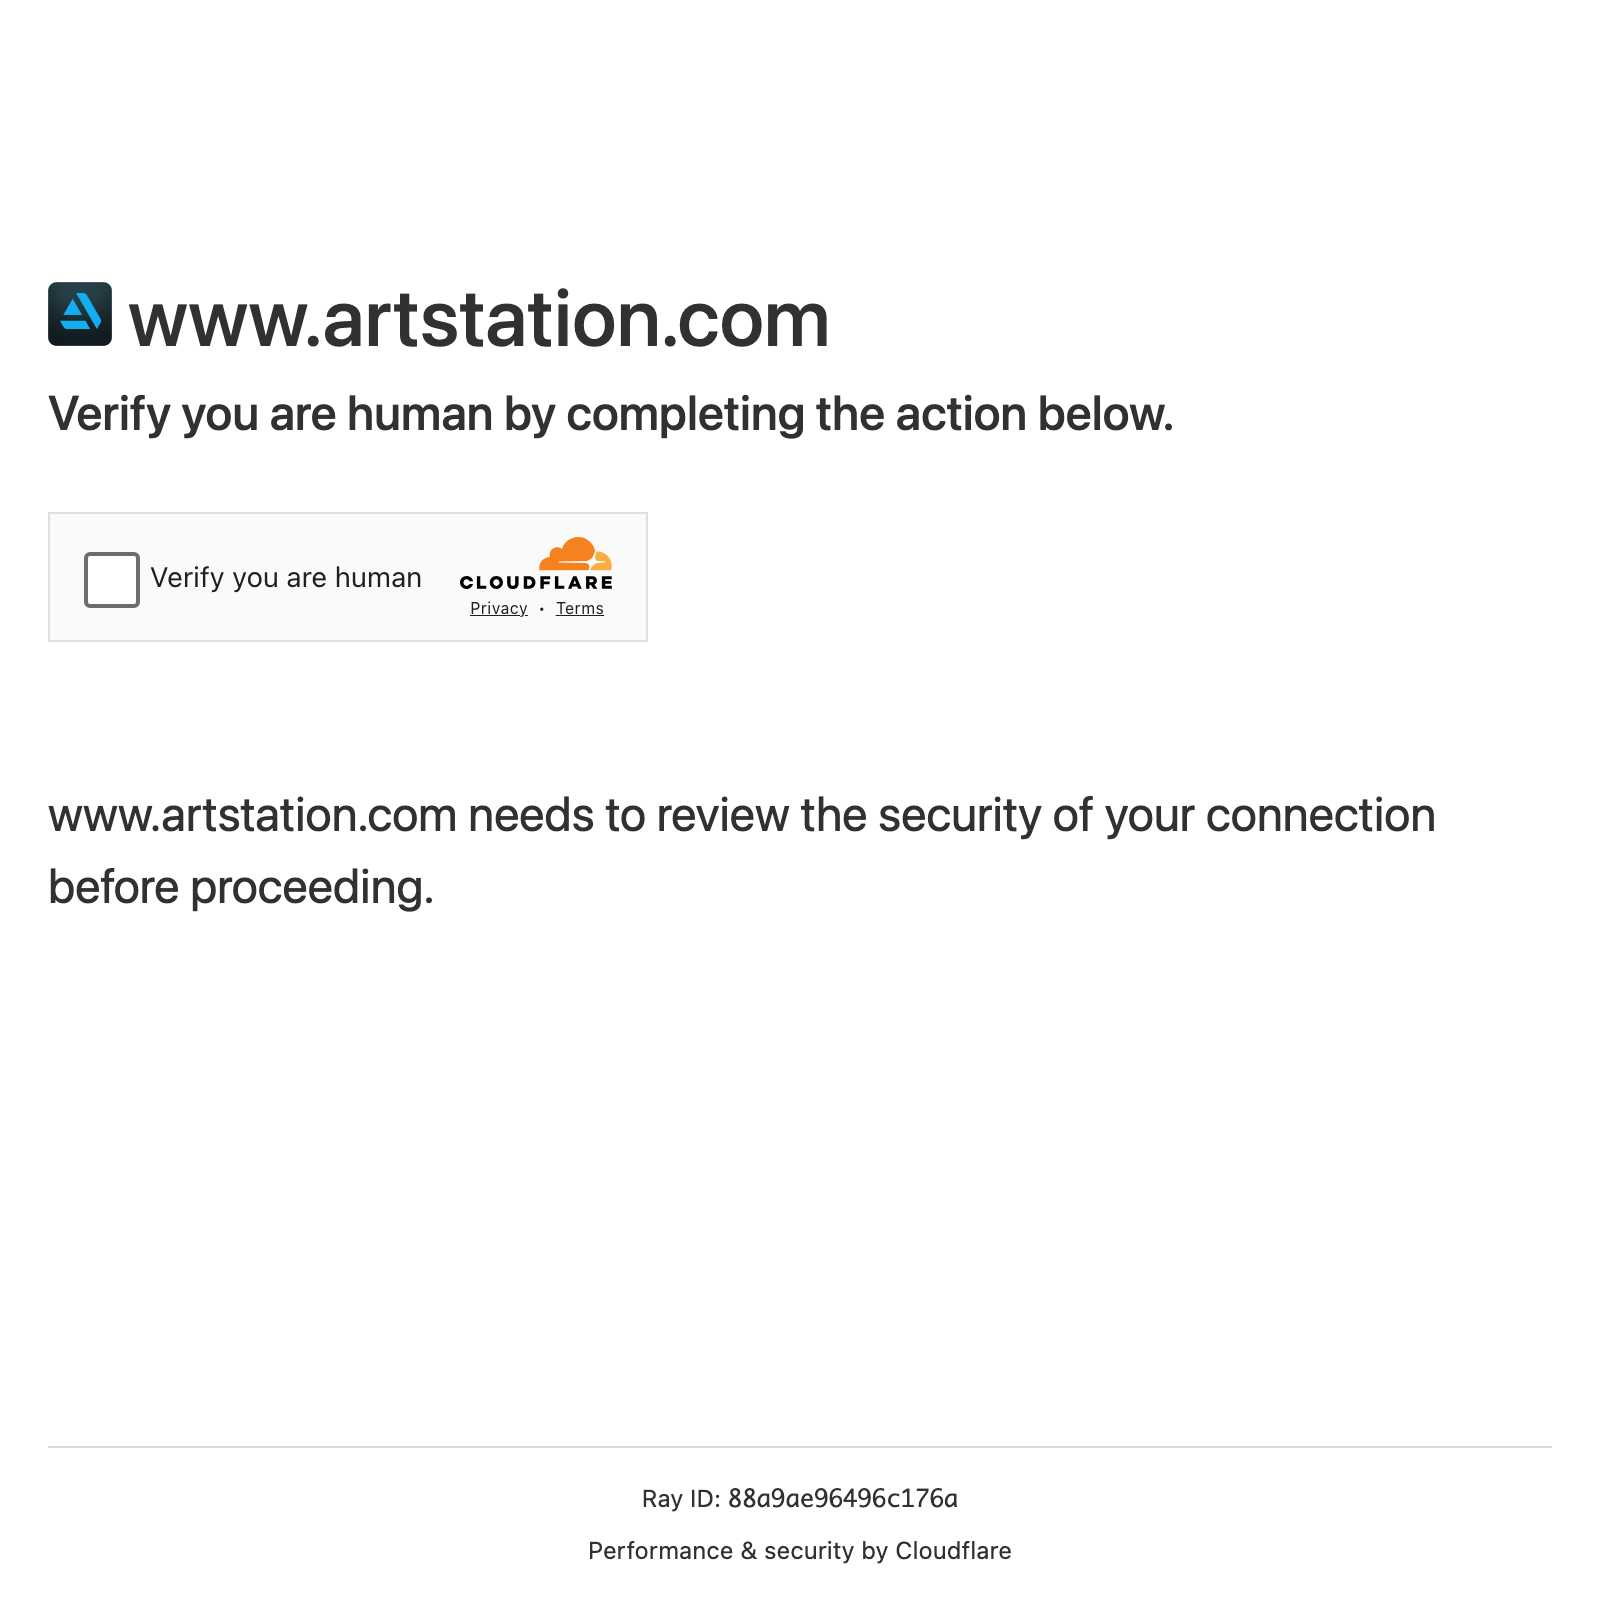 www.artstation.com
Verify you are human by completing the action below.
Verify you are human
CLOUDFLARE
Privacy • Terms
www.artstation.com needs to review the security of your connection
before proceeding.
Ray ID: 88a9ae96496c176a
Performance & security by Cloudflare